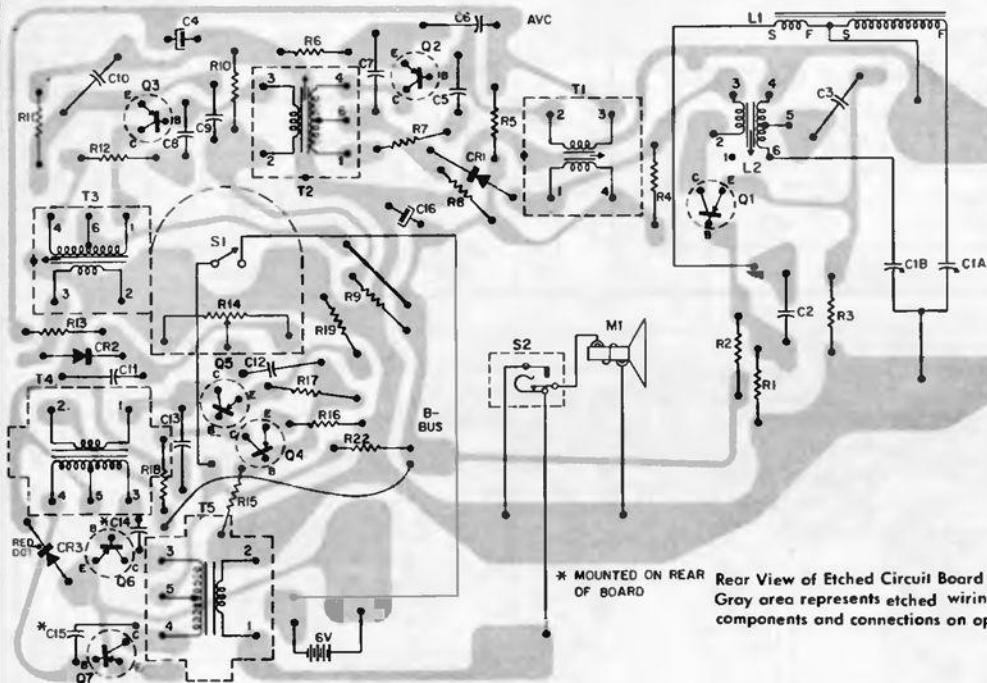 C4
C6
AVC
L1
S
F
S
F
R6
C7
Q2
E
B
C
C5
R10
C10
Q3
E
B
C
C8
C9
R11
R12
3
4
6
2
1
T2
R7
R5
CR1
R8
C16
T1
2
3
1
4
R4
3
4
5
2
1
6
L2
C3
C
E
Q1
B
T3
4
6
1
3
2
S1
R14
R9
R19
C1B
C1A
R13
CR2
C11
T4
2
1
4
5
3
Q5
C
E
B
C12
R17
R16
R22
B-
BUS
S2
M1
R2
C2
R3
R1
C13
R18
E
C
B
Q4
R15
T5
3
2
5
4
1
RED
DOT
CR3
*C14
B
E
C
Q6
*C15
C
B
E
Q7
6V
* MOUNTED ON REAR
OF BOARD
Rear View of Etched Circuit Board
Gray area represents etched wirin
components and connections on op